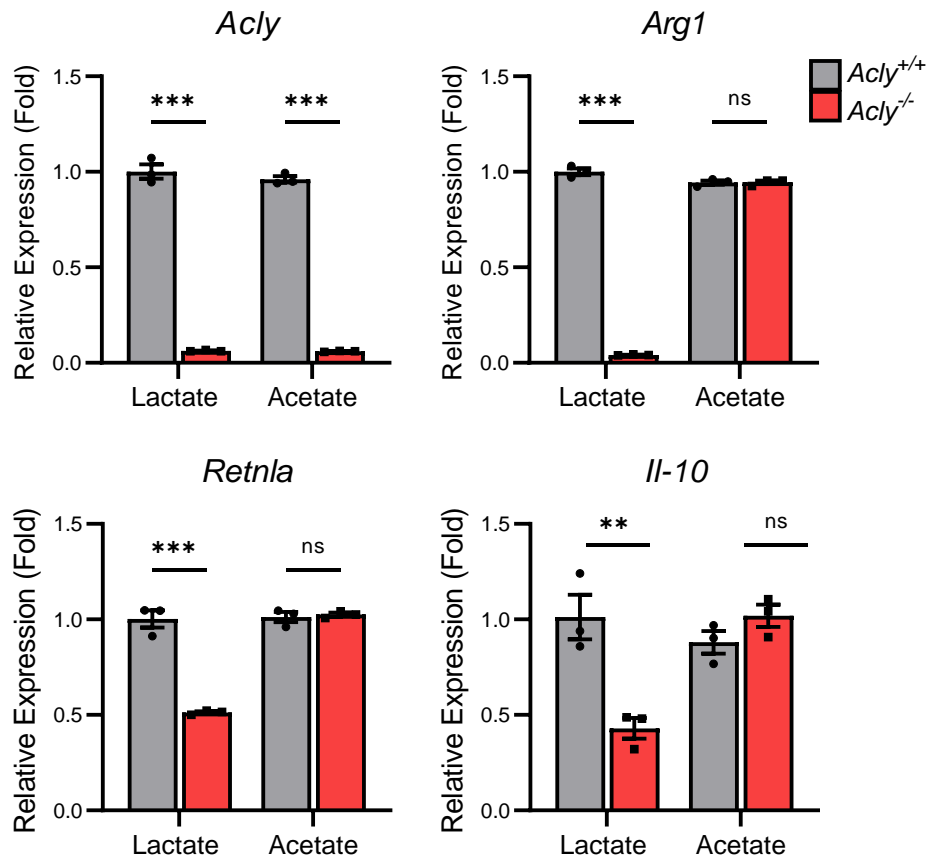 Acly
Relative Expression (Fold)
1.5
1.0
0.5
0.0
***
***
Lactate
Acetate
Arg1
Relative Expression (Fold)
1.5
1.0
0.5
0.0
***
ns
Lactate
Acetate
Acly+/+
Acly-/-
Retnla
Relative Expression (Fold)
1.5
1.0
0.5
0.0
***
ns
Lactate
Acetate
Il-10
Relative Expression (Fold)
1.5
1.0
0.5
0.0
**
ns
Lactate
Acetate